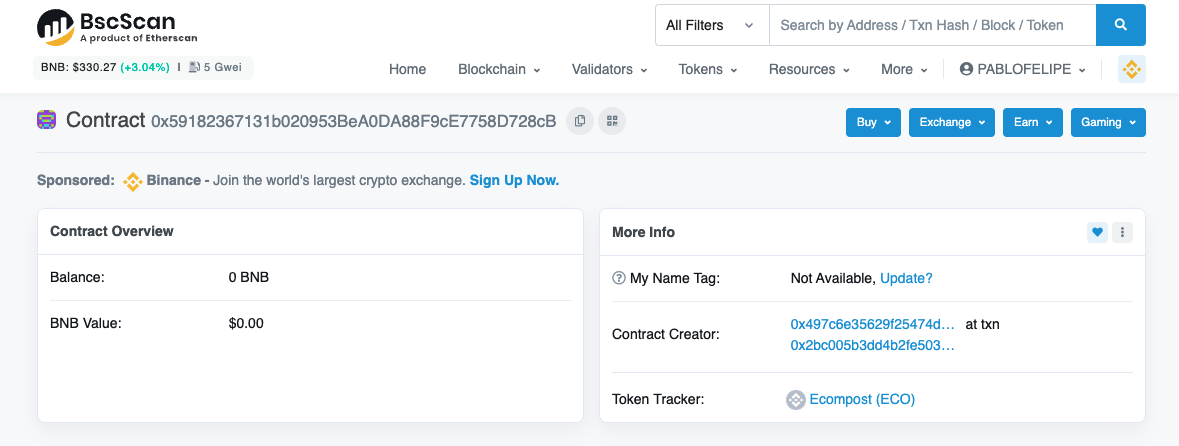 BscScan
A product of Etherscan
All Filters
Search by Address / Txn Hash / Block / Token
BNB: $330.27 (+3.04%) | 5 Gwei
Home Blockchain Validators Tokens Resources More PABLOFELIPE
Contract 0x59182367131b020953BeA0DA88F9cE7758D728cB
Buy Exchange Earn Gaming
Sponsored: Binance - Join the world's largest crypto exchange. Sign Up Now.
Contract Overview
Balance: 0 BNB
BNB Value: $0.00
More Info
? My Name Tag: Not Available, Update?
Contract Creator: 0x497c6e35629f25474d... at txn
0x2bc005b3dd4b2fe503...
Token Tracker: Ecompost (ECO)